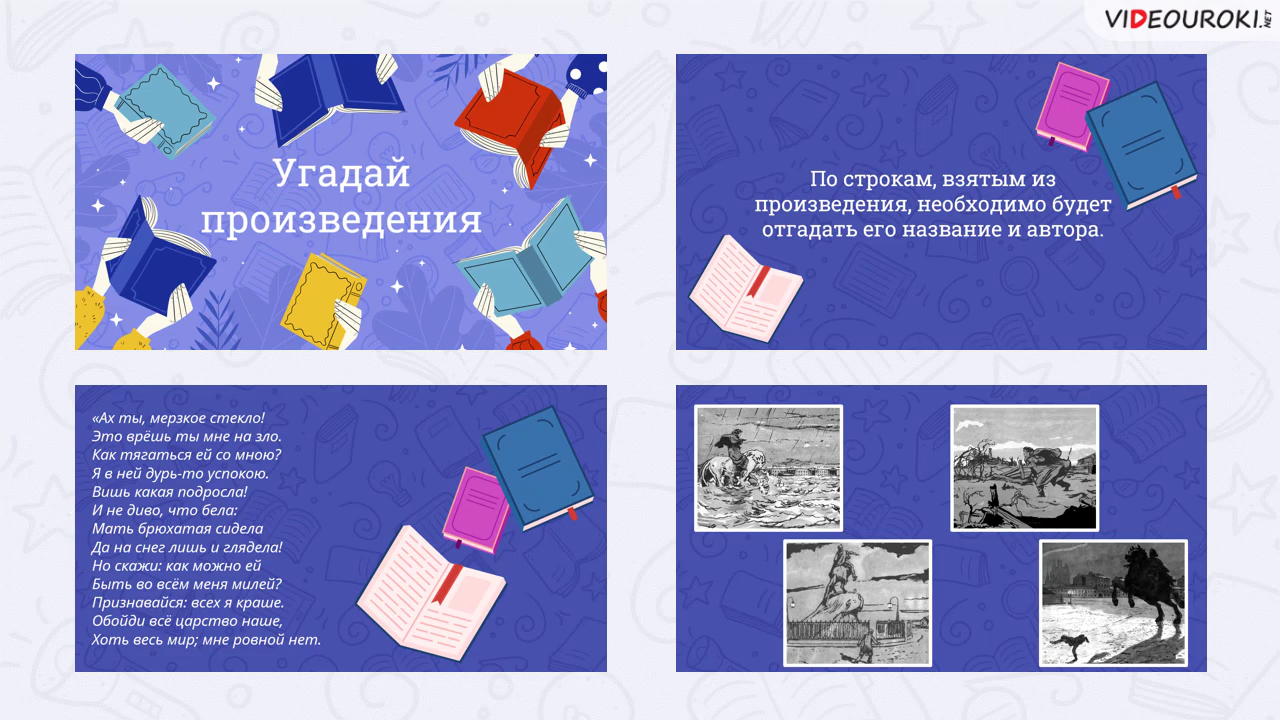 VIDEOUROKI.NET
Угадай
произведения
По строкам, взятым из
произведения, необходимо будет
отгадать его название и автора.
«Ах ты, мерзкое стекло!
Это врёшь ты мне на зло.
Как тягаться ей со мною?
Я в ней дурь-то успокою.
Вишь какая подросла!
И не диво, что бела:
Мать брюхатая сидела
Да на снег лишь и глядела!
Но скажи: как можно ей
Быть во всём меня милей?
Признавайся: всех я краше.
Обойди всё царство наше,
Хоть весь мир; мне ровной нет.